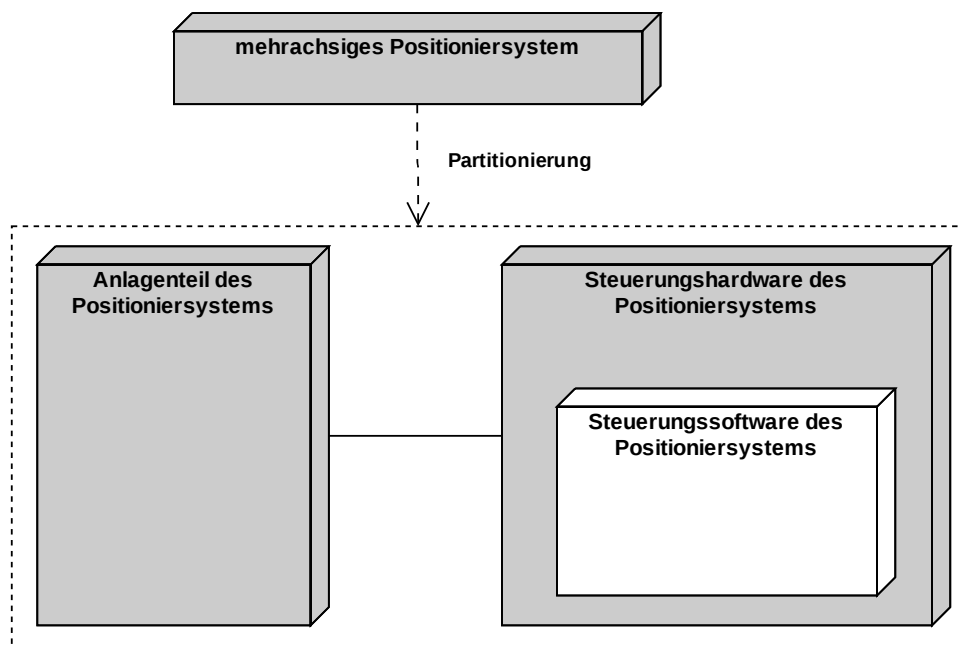 mehrachsiges Positioniersystem
Partitionierung
Anlagenteil des
Positioniersystems
Steuerungshardware des
Positioniersystems
Steuerungssoftware des
Positioniersystems